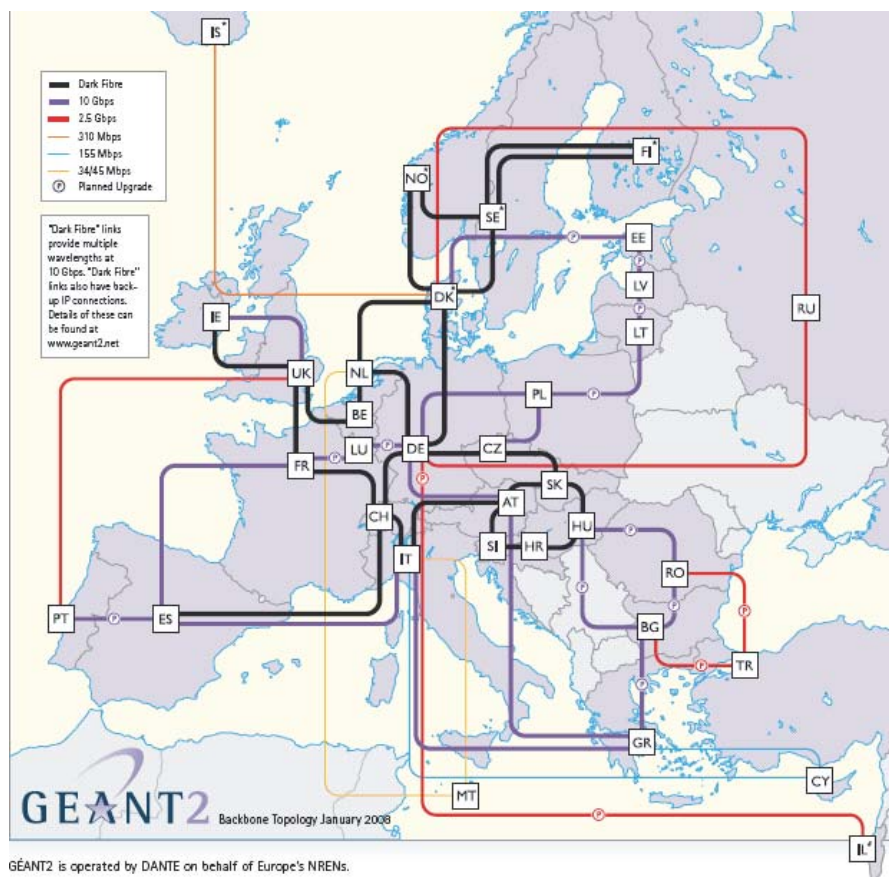 IS*
Dark Fibre
10 Gbps
2.5 Gbps
310 Mbps
155 Mbps
34/45 Mbps
P Planned Upgrade
"Dark Fibre" links
provide multiple
wavelengths at
10 Gbps. "Dark Fibre"
links also have back-
up IP connections.
Details of these can
be found at
www.geant2.net
FI*
NO*
SE*
P
EE
P
LV
DK*
P
RU
IE
LT
UK
NL
PL
P
BE
LU
P
DE
CZ
FR
P
P
SK
AT
CH
HU
P
IT
SI
HR
RO
P
P
P
PT
P
ES
BG
P
TR
P
GR
CY
MT
P
IL*
GEANT2
Backbone Topology January 2008
GÉANT2 is operated by DANTE on behalf of Europe's NRENs.